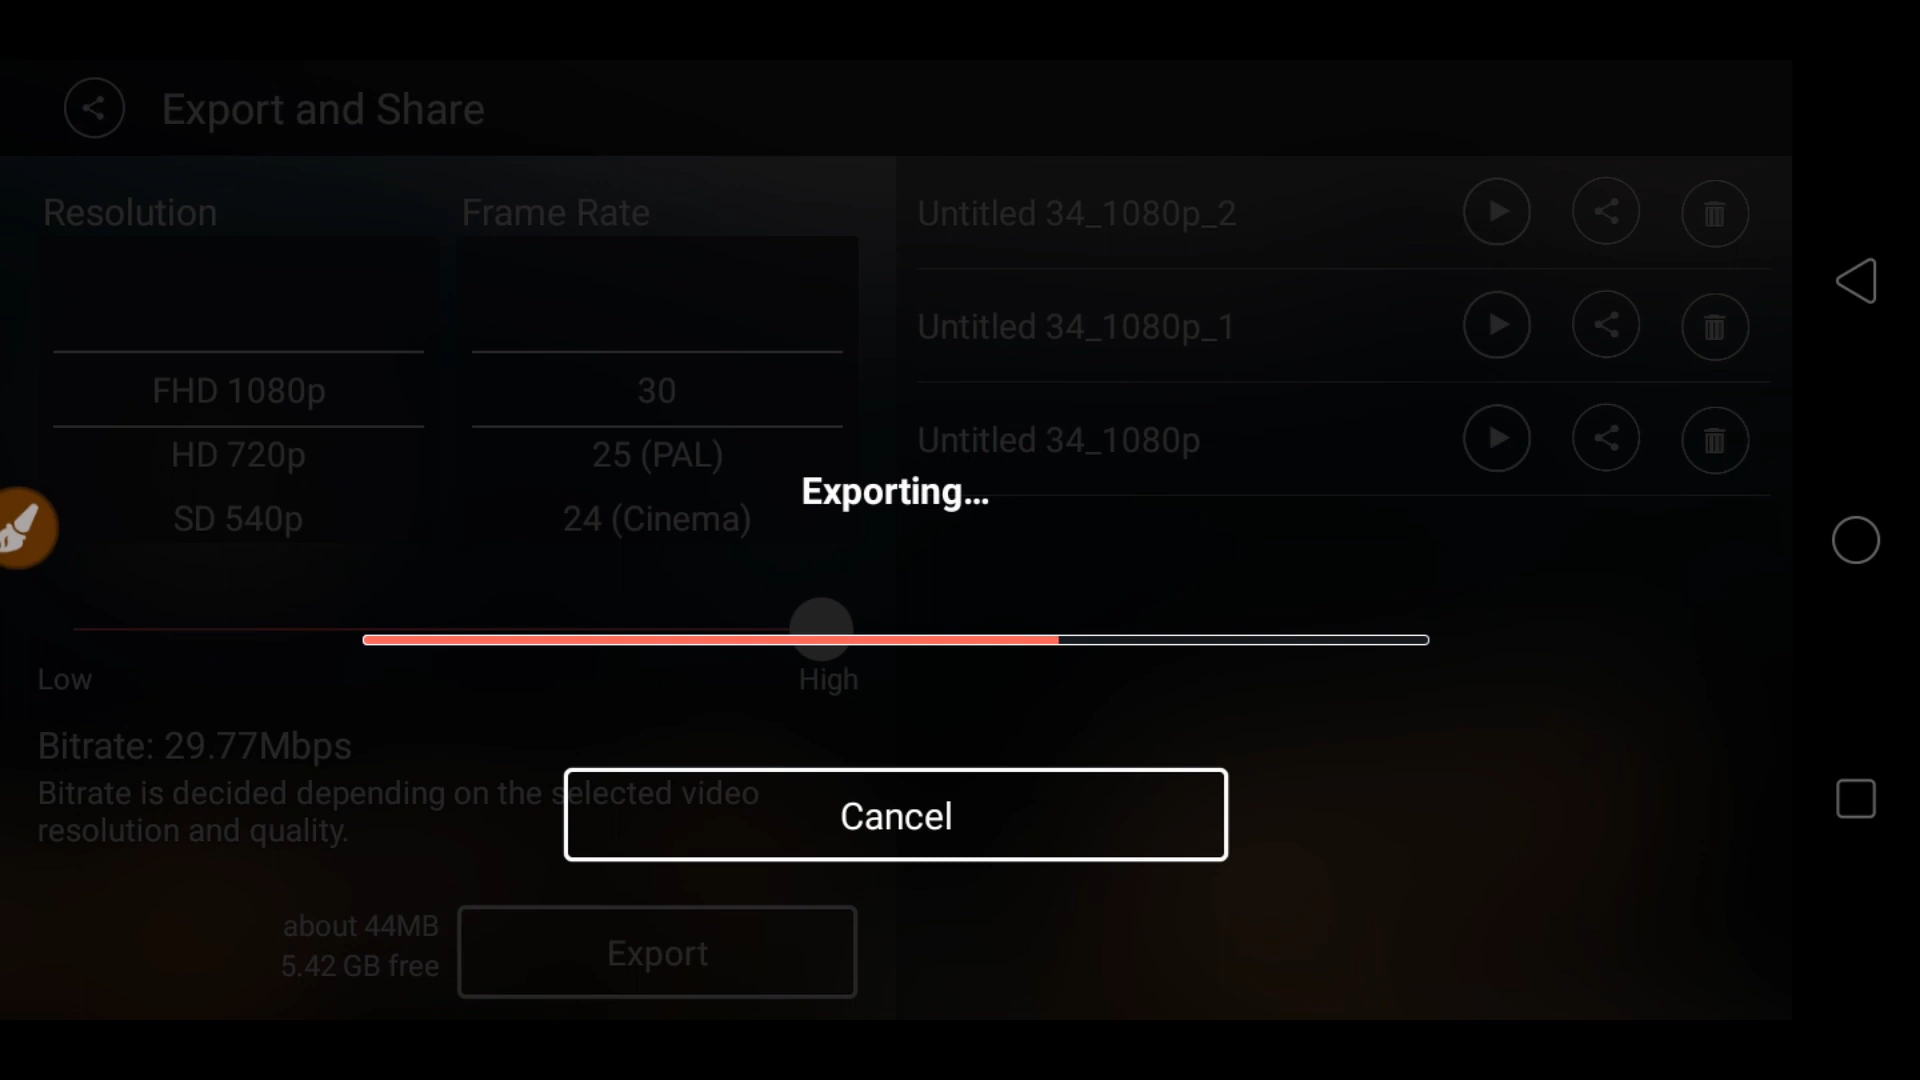 Export and Share
Resolution
Frame Rate
FHD 1080p
HD 720p
SD 540p
30
25 (PAL)
24 (Cinema)
Untitled 34_1080p_2
Untitled 34_1080p_1
Untitled 34_1080p
Exporting...
Low
High
Bitrate: 29.77Mbps
Bitrate is decided depending on the selected video
resolution and quality.
Cancel
about 44MB
5.42 GB free
Export